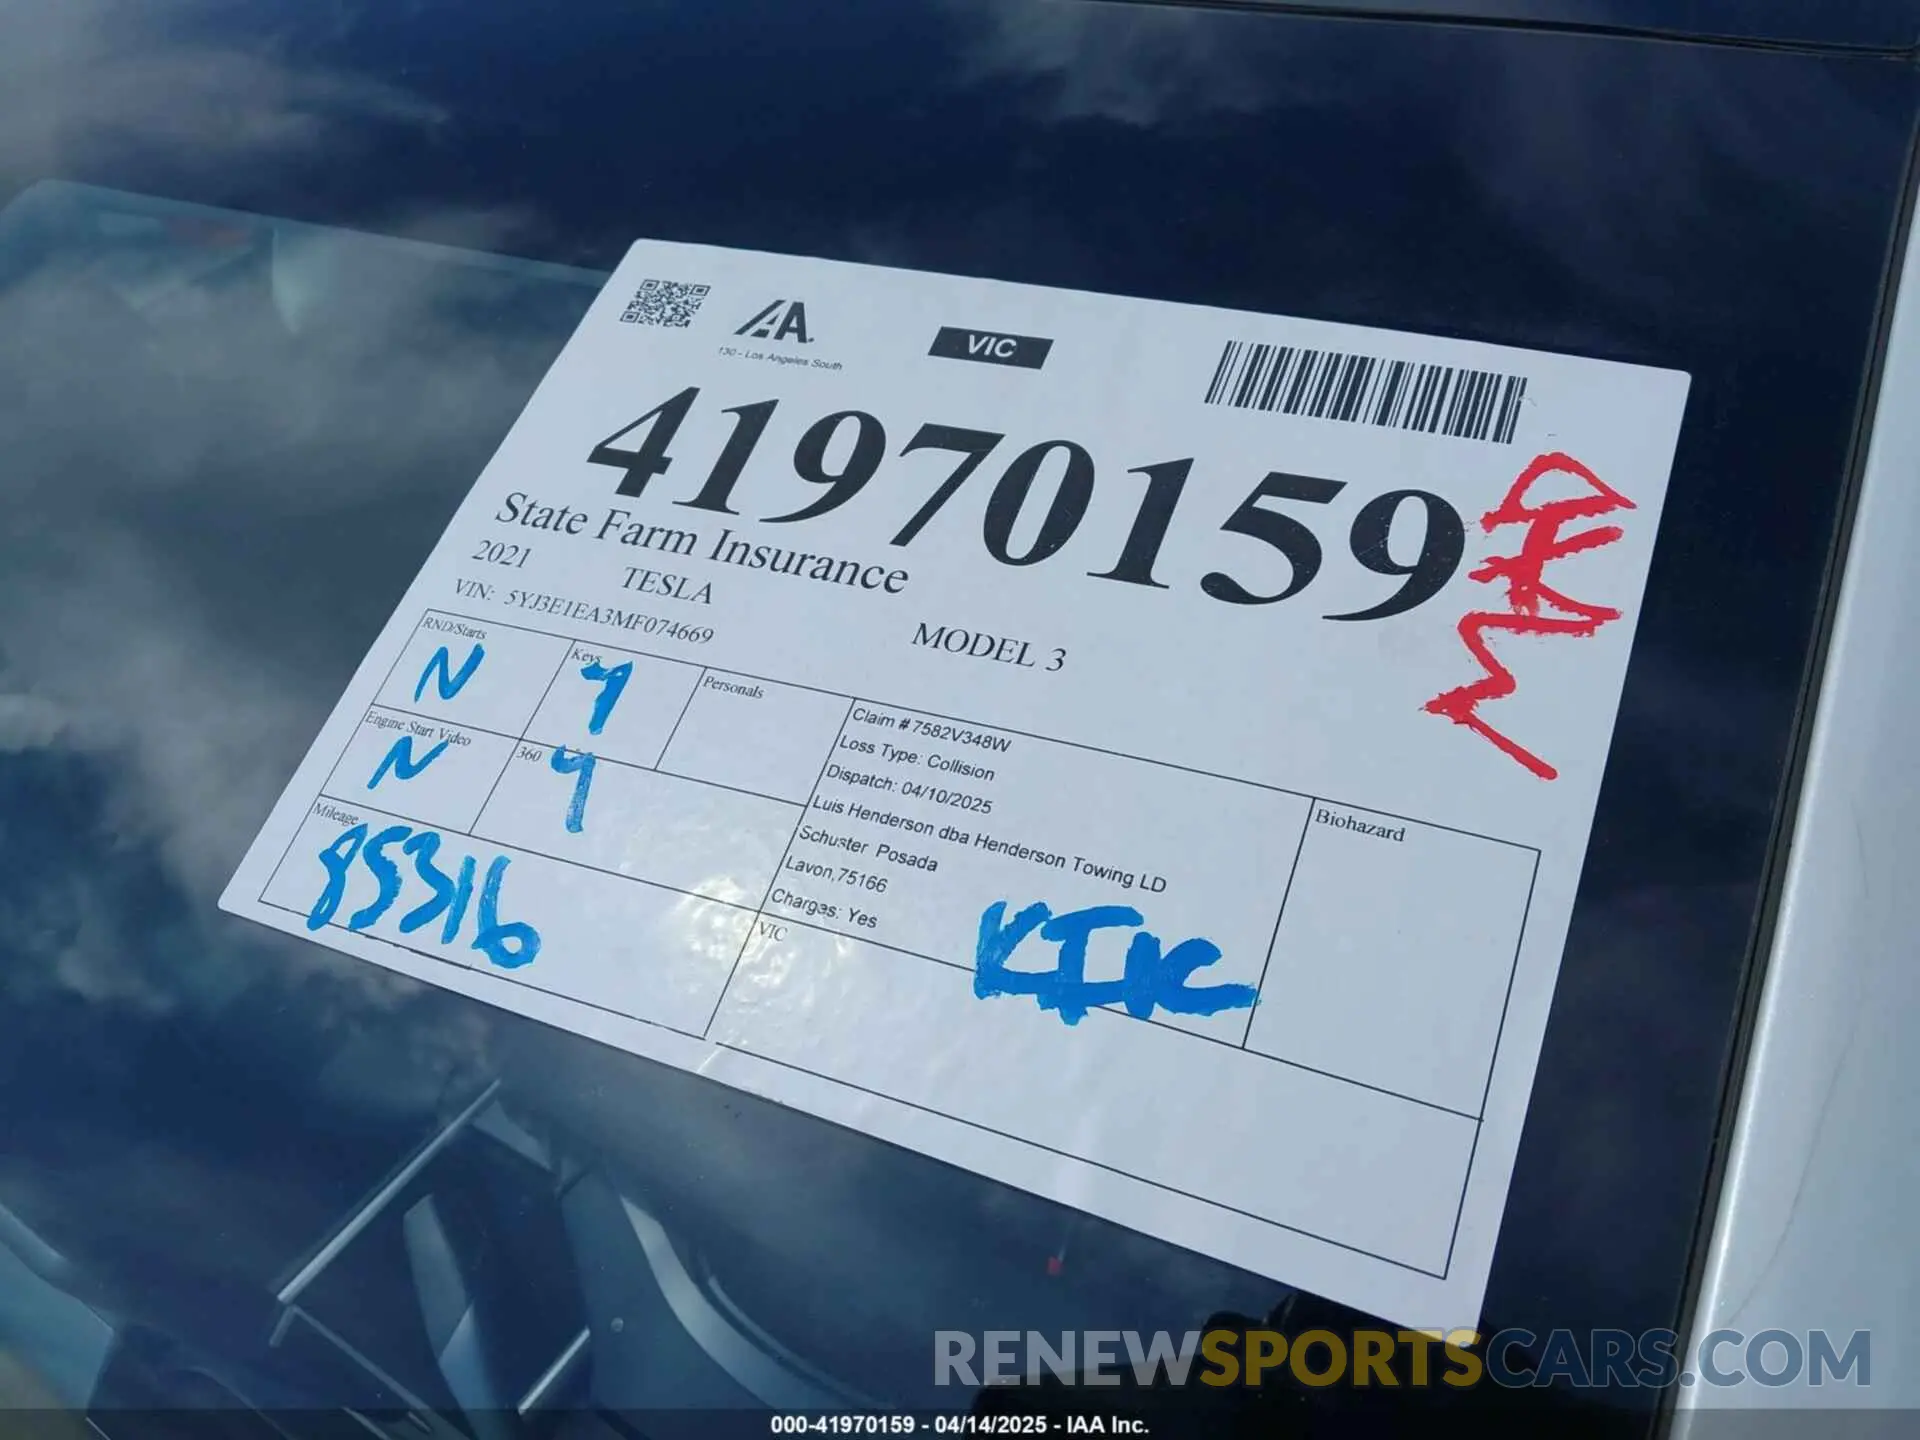 IAA
130 - Los Angeles South
VIC
41970159
State Farm Insurance
2021 TESLA MODEL 3
VIN: 5YJ3E1EA3MF074669
RND/Starts
N
Keys
Y
Personals
Engine Start Video
N
360
Y
Mileage
85316
Claim # 7582V348W
Loss Type: Collision
Dispatch: 04/10/2025
Luis Henderson dba Henderson Towing LD
Schuster Posada
Lavon,75166
Charges: Yes
KIIC
VIC
Biohazard
RENEWSPORTSCARS.COM
000-41970159 - 04/14/2025 - IAA Inc.